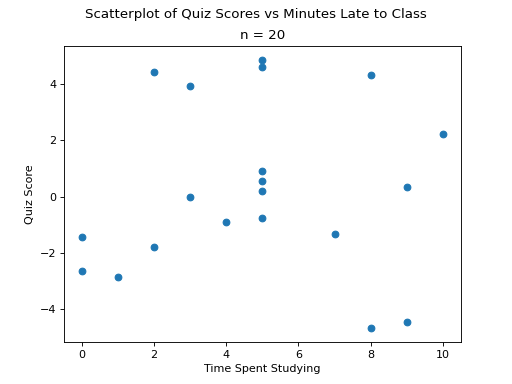 Scatterplot of Quiz Scores vs Minutes Late to Class
n = 20
4
2
0
−2
−4
Quiz Score
0 2 4 6 8 10
Time Spent Studying